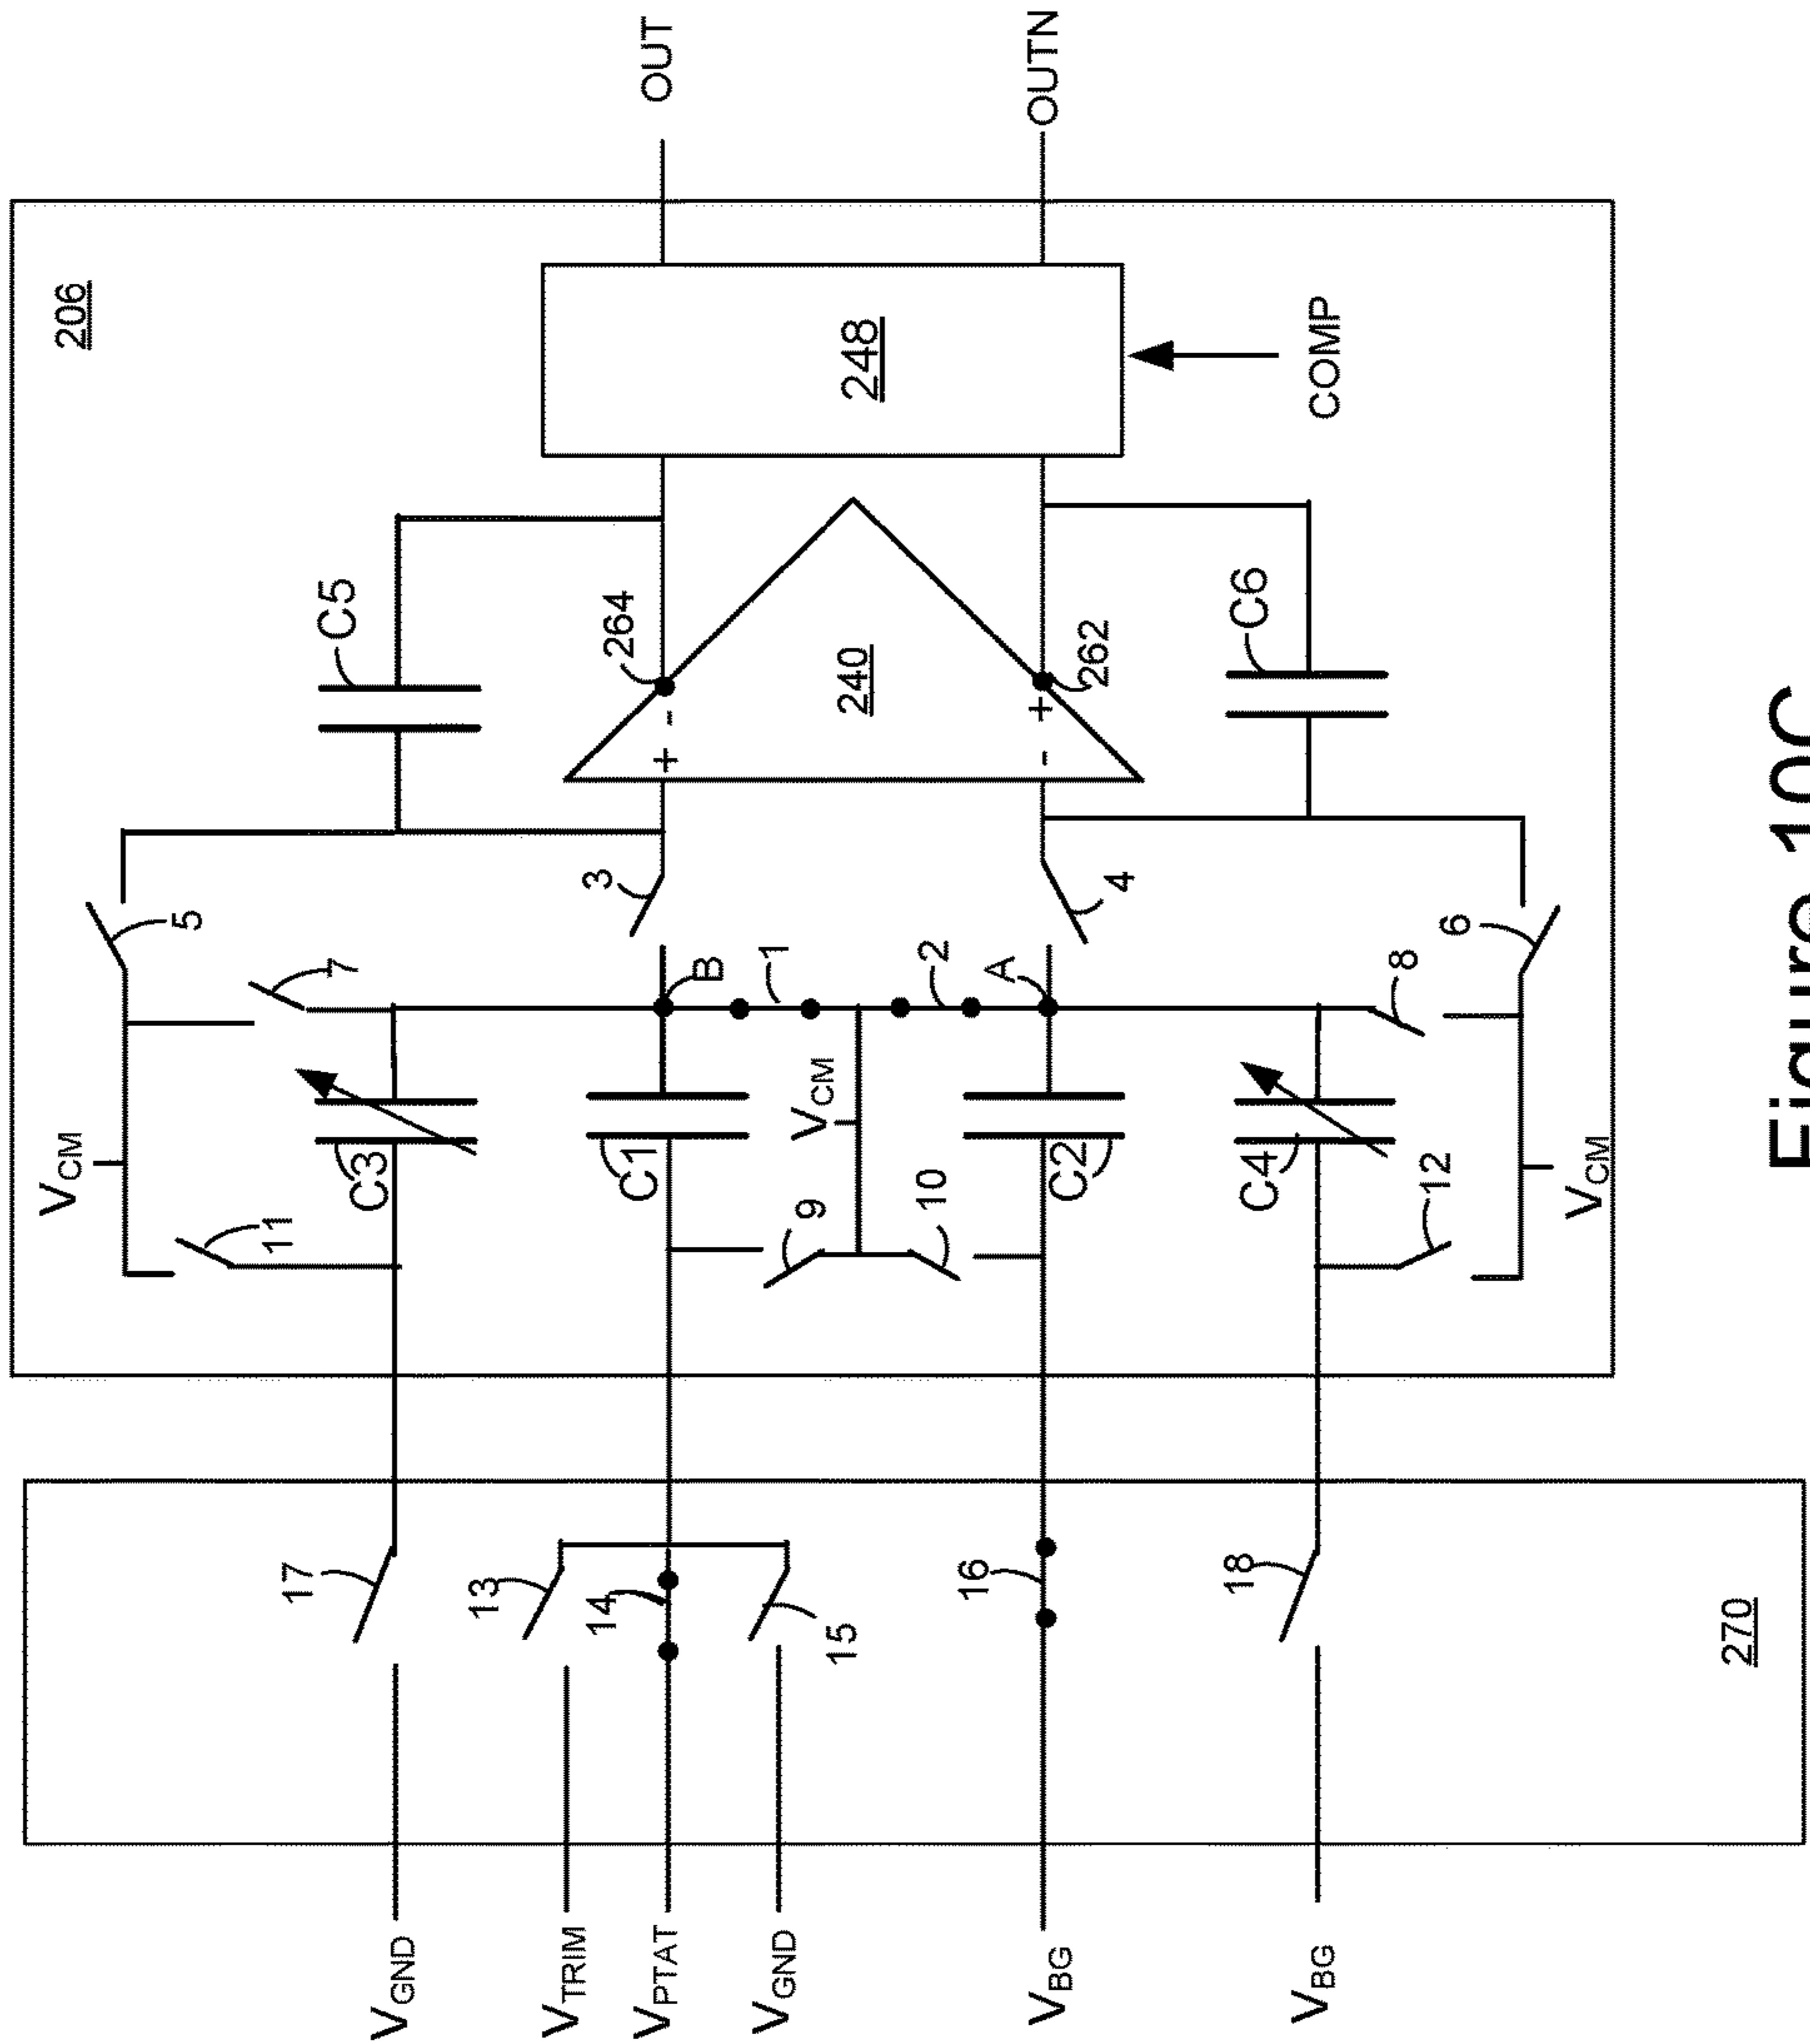 206
OUT
OUTN
248
COMP
C5
264
+
-
240
-
+
262
C6
3
4
5
6
7
8
B
1
2
A
VCM
VCM
VCM
C3
C1
C2
C4
11
9
10
12
17
13
14
15
16
18
270
VGND
VTRIM
VPTAT
VGND
VBG
VBG
Figure 10C